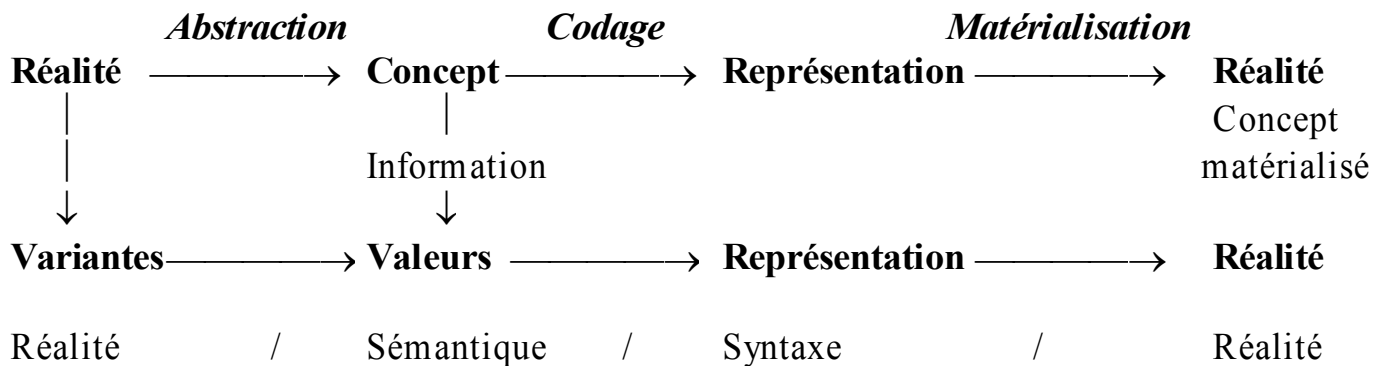 Abstraction Codage Matérialisation
Réalité Concept Représentation Réalité
Concept
Information matérialisé
Variantes Valeurs Représentation Réalité
Réalité / Sémantique / Syntaxe / Réalité